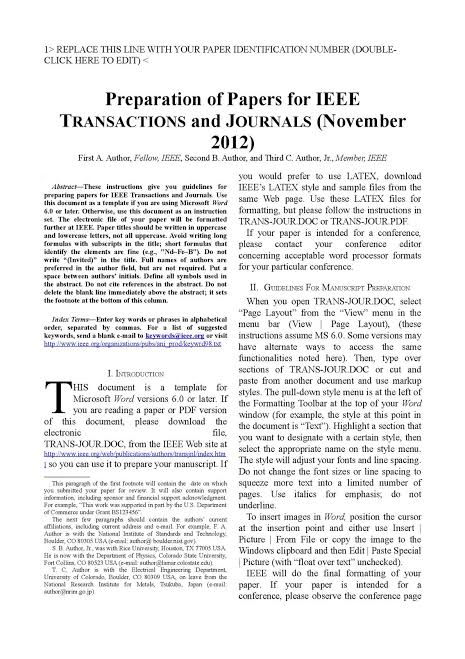 1> REPLACE THIS LINE WITH YOUR PAPER IDENTIFICATION NUMBER (DOUBLE-
CLICK HERE TO EDIT) <
Preparation of Papers for IEEE
TRANSACTIONS and JOURNALS (November
2012)
First A. Author, Fellow, IEEE, Second B. Author, and Third C. Author, Jr., Member, IEEE
Abstract—These instructions give you guidelines for
preparing papers for IEEE Transactions and Journals. Use
this document as a template if you are using Microsoft Word
6.0 or later. Otherwise, use this document as an instruction
set. The electronic file of your paper will be formatted
further at IEEE. Paper titles should be written in uppercase
and lowercase letters, not all uppercase. Avoid writing long
formulas with subscripts in the title; short formulas that
identify the elements are fine (e.g., "Nd–Fe–B"). Do not
write "(Invited)" in the title. Full names of authors are
preferred in the author field, but are not required. Put a
space between authors' initials. Define all symbols used in
the abstract. Do not cite references in the abstract. Do not
delete the blank line immediately above the abstract; it sets
the footnote at the bottom of this column.
Index Terms—Enter key words or phrases in alphabetical
order, separated by commas. For a list of suggested
keywords, send a blank e-mail to keywords@ieee.org or visit
http://www.ieee.org/organizations/pubs/ani_prod/keywrd98.txt
I. INTRODUCTION
THIS document is a template for
Microsoft Word versions 6.0 or later. If
you are reading a paper or PDF version
of this document, please download the
electronic file,
TRANS-JOUR.DOC, from the IEEE Web site at
http://www.ieee.org/web/publications/authors/transjnl/index.htm
l so you can use it to prepare your manuscript. If
This paragraph of the first footnote will contain the date on which
you submitted your paper for review. It will also contain support
information, including sponsor and financial support acknowledgment.
For example, "This work was supported in part by the U.S. Department
of Commerce under Grant BS123456"
The next few paragraphs should contain the authors' current
affiliations, including current address and e-mail. For example, F. A.
Author is with the National Institute of Standards and Technology,
Boulder, CO 80305 USA (e-mail: author@ boulder.nist.gov).
S. B. Author, Jr., was with Rice University, Houston, TX 77005 USA.
He is now with the Department of Physics, Colorado State University,
Fort Collins, CO 80523 USA (e-mail: author@lamar.colostate.edu).
T. C. Author is with the Electrical Engineering Department,
University of Colorado, Boulder, CO 80309 USA, on leave from the
National Research Institute for Metals, Tsukuba, Japan (e-mail:
author@nrim.go.jp).
you would prefer to use LATEX, download
IEEE's LATEX style and sample files from the
same Web page. Use these LATEX files for
formatting, but please follow the instructions in
TRANS-JOUR.DOC or TRANS-JOUR.PDF.
If your paper is intended for a conference,
please contact your conference editor
concerning acceptable word processor formats
for your particular conference.
II. GUIDELINES FOR MANUSCRIPT PREPARATION
When you open TRANS-JOUR.DOC, select
"Page Layout" from the "View" menu in the
menu bar (View | Page Layout), (these
instructions assume MS 6.0. Some versions may
have alternate ways to access the same
functionalities noted here). Then, type over
sections of TRANS-JOUR.DOC or cut and
paste from another document and use markup
styles. The pull-down style menu is at the left of
the Formatting Toolbar at the top of your Word
window (for example, the style at this point in
the document is "Text"). Highlight a section that
you want to designate with a certain style, then
select the appropriate name on the style menu.
The style will adjust your fonts and line spacing.
Do not change the font sizes or line spacing to
squeeze more text into a limited number of
pages. Use italics for emphasis; do not
underline.
To insert images in Word, position the cursor
at the insertion point and either use Insert |
Picture | From File or copy the image to the
Windows clipboard and then Edit | Paste Special
| Picture (with "float over text" unchecked).
IEEE will do the final formatting of your
paper. If your paper is intended for a
conference, please observe the conference page